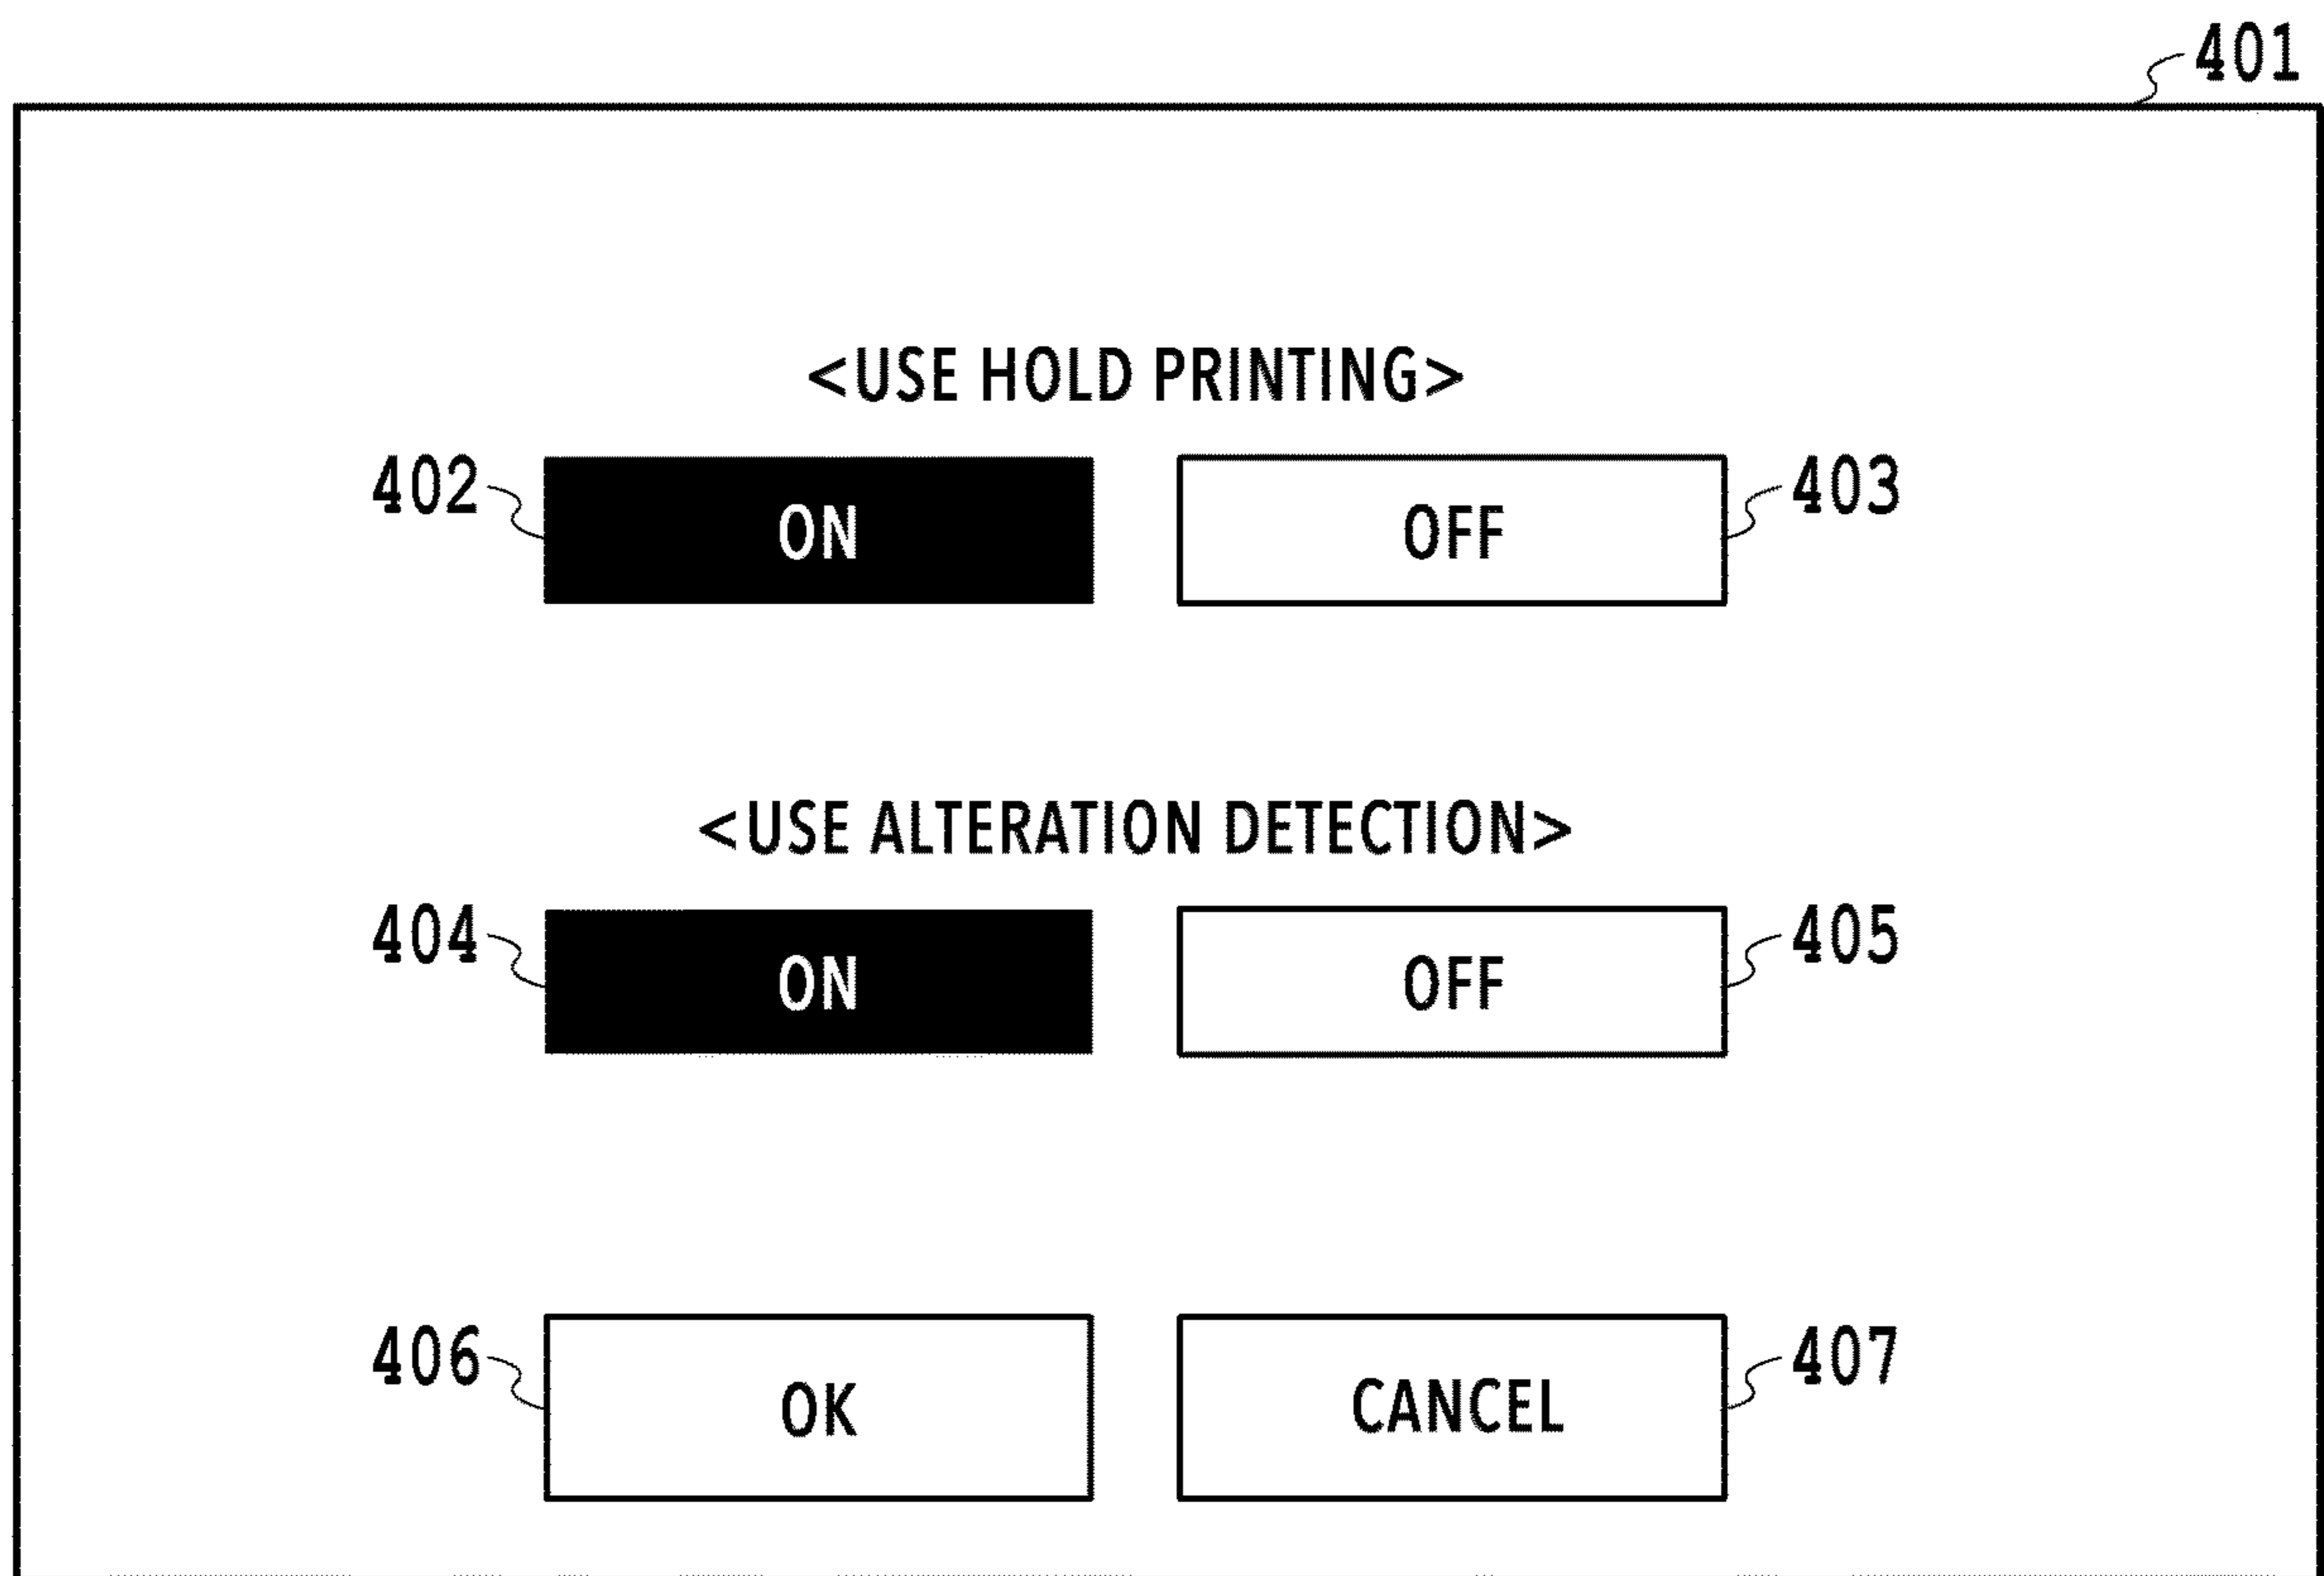 401
<USE HOLD PRINTING>
402 ON OFF 403
<USE ALTERATION DETECTION>
404 ON OFF 405
406 OK CANCEL 407